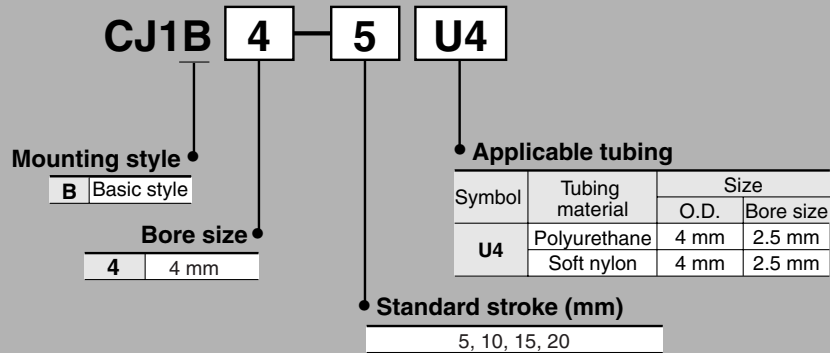 CJ1B 4 — 5 U4
Mounting style
B Basic style
Bore size
4 4 mm
Applicable tubing
Symbol Tubing material Size
O.D. Bore size
U4 Polyurethane 4 mm 2.5 mm
Soft nylon 4 mm 2.5 mm
Standard stroke (mm)
5, 10, 15, 20